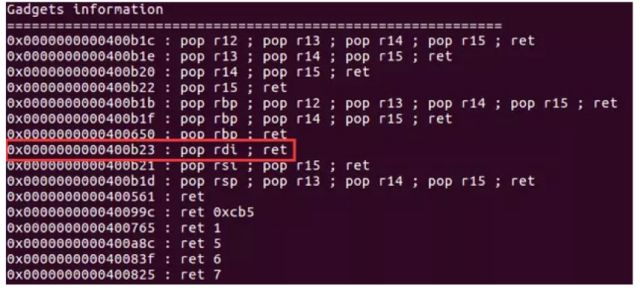 Gadgets information
============================================================
0x0000000000400b1c : pop r12 ; pop r13 ; pop r14 ; pop r15 ; ret
0x0000000000400b1e : pop r13 ; pop r14 ; pop r15 ; ret
0x0000000000400b20 : pop r14 ; pop r15 ; ret
0x0000000000400b22 : pop r15 ; ret
0x0000000000400b1b : pop rbp ; pop r12 ; pop r13 ; pop r14 ; pop r15 ; ret
0x0000000000400b1f : pop rbp ; pop r14 ; pop r15 ; ret
0x0000000000400650 : pop rbp ; ret
0x0000000000400b23 : pop rdi ; ret
0x0000000000400b21 : pop rsi ; pop r15 ; ret
0x0000000000400b1d : pop rsp ; pop r13 ; pop r14 ; pop r15 ; ret
0x0000000000400561 : ret
0x000000000040099c : ret 0xcb5
0x0000000000400765 : ret 1
0x0000000000400a8c : ret 5
0x000000000040083f : ret 6
0x0000000000400825 : ret 7